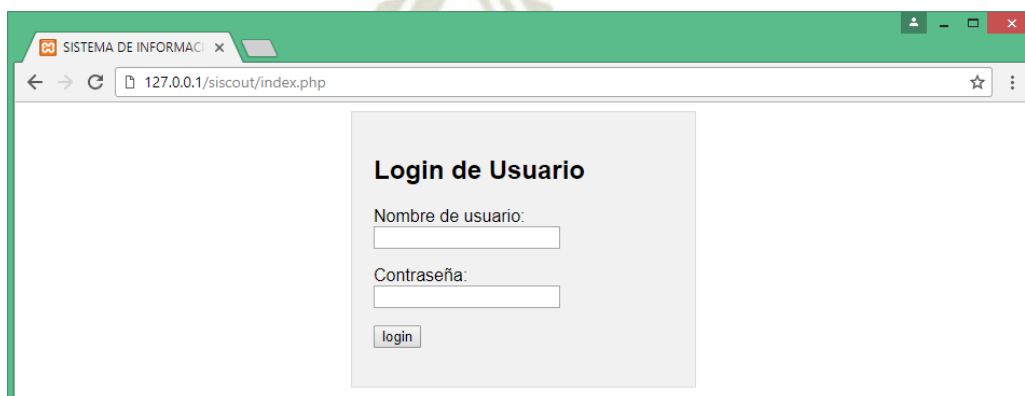 SISTEMA DE INFORMACI
127.0.0.1/siscout/index.php
Login de Usuario
Nombre de usuario:
Contraseña:
login